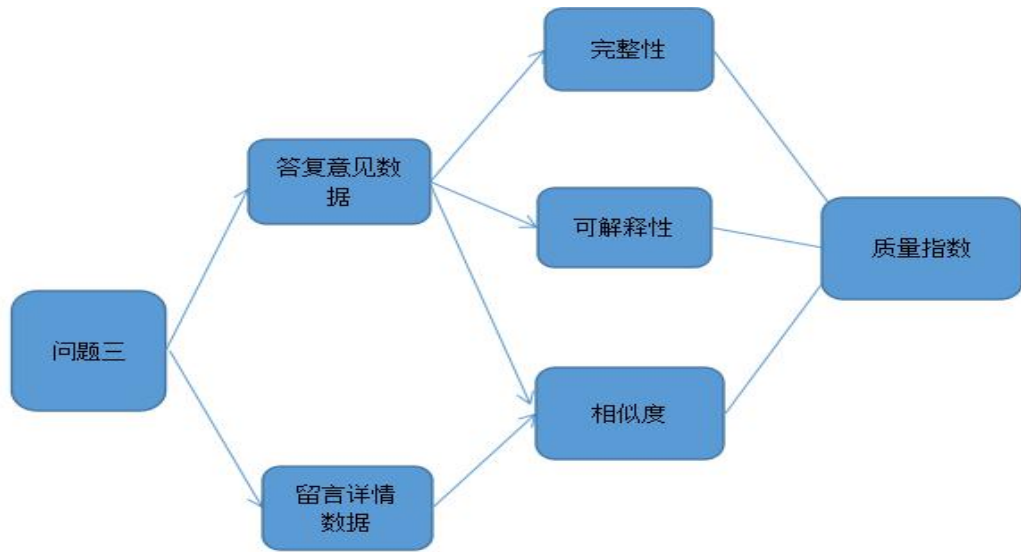 完整性
答复意见数
据
可解释性
质量指数
问题三
相似度
留言详情
数据